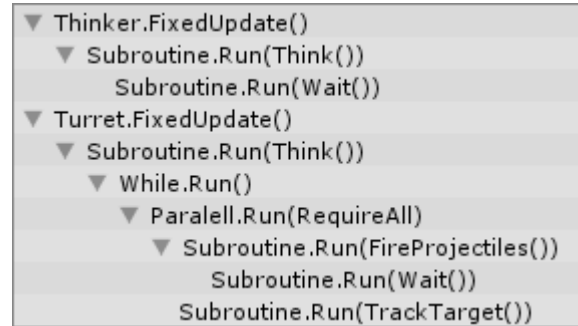 Thinker.FixedUpdate()
Subroutine.Run(Think())
Subroutine.Run(Wait())
Turret.FixedUpdate()
Subroutine.Run(Think())
While.Run()
Paralell.Run(RequireAll)
Subroutine.Run(FireProjectiles())
Subroutine.Run(Wait())
Subroutine.Run(TrackTarget())